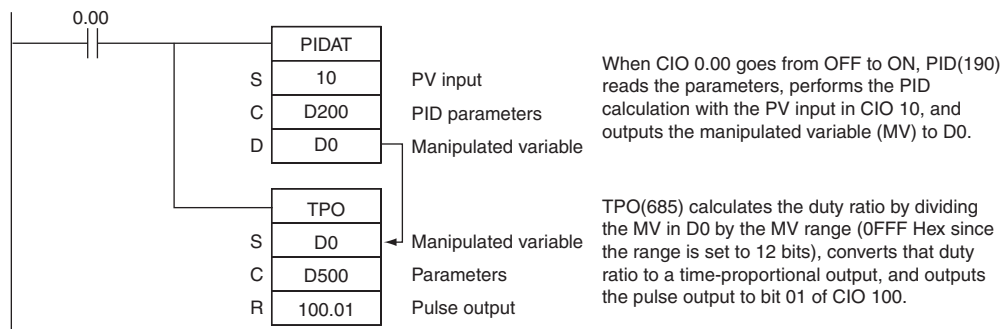 0.00
PIDAT
S 10 PV input
C D200 PID parameters
D D0 Manipulated variable
When CIO 0.00 goes from OFF to ON, PID(190)
reads the parameters, performs the PID
calculation with the PV input in CIO 10, and
outputs the manipulated variable (MV) to D0.
TPO
S D0 Manipulated variable
C D500 Parameters
R 100.01 Pulse output
TPO(685) calculates the duty ratio by dividing
the MV in D0 by the MV range (0FFF Hex since
the range is set to 12 bits), converts that duty
ratio to a time-proportional output, and outputs
the pulse output to bit 01 of CIO 100.